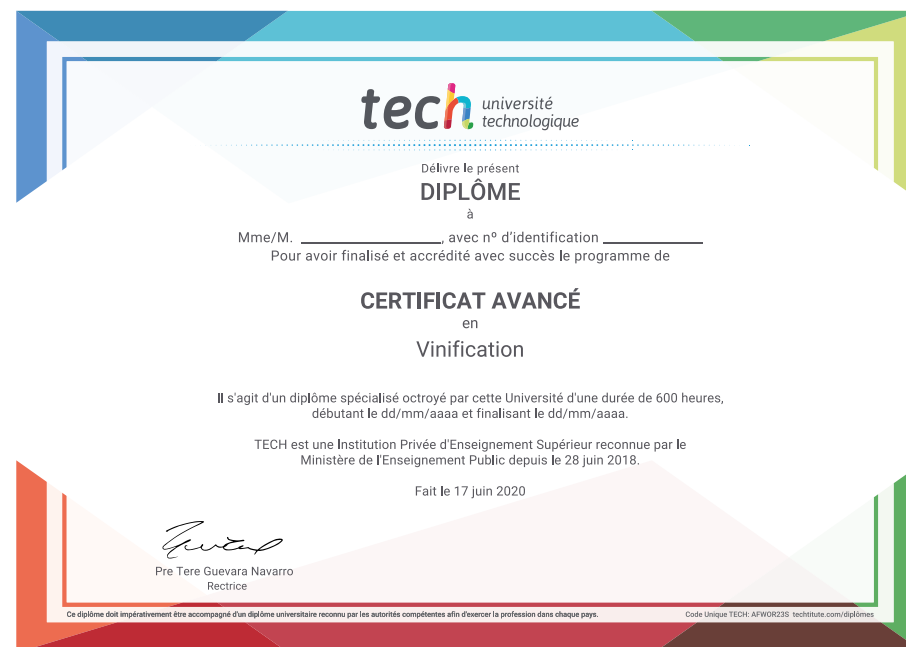 tech université
technologique
Délivre le présent
DIPLÔME
à
Mme/M. ____________________, avec nº d'identification ______________
Pour avoir finalisé et accrédité avec succès le programme de
CERTIFICAT AVANCÉ
en
Vinification
Il s'agit d'un diplôme spécialisé octroyé par cette Université d'une durée de 600 heures,
débutant le dd/mm/aaaa et finalisant le dd/mm/aaaa.
TECH est une Institution Privée d'Enseignement Supérieur reconnue par le
Ministère de l'Enseignement Public depuis le 28 juin 2018.
Fait le 17 juin 2020
Pre Tere Guevara Navarro
Rectrice
Ce diplôme doit impérativement être accompagné d'un diplôme universitaire reconnu par les autorités compétentes afin d'exercer la profession dans chaque pays.
Code Unique TECH: AFWOR23S techtitute.com/diplômes